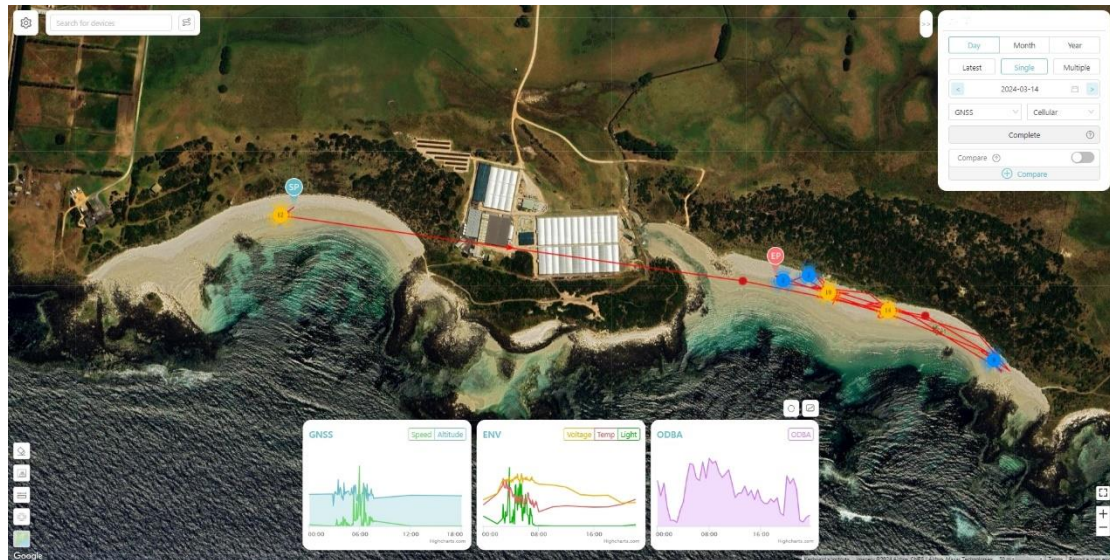 Search for devices
>>
Day Month Year
Latest Single Multiple
< 2024-03-14 >
GNSS Cellular
Complete
Compare
Compare
SP
12
EP
10
GNSS Speed Altitude
00:00 06:00 12:00 18:00
Highcharts.com
ENV Voltage Temp Light
00:00 08:00 16:00
Highcharts.com
ODBA ODBA
00:00 08:00 16:00
Highcharts.com
+
−
Google